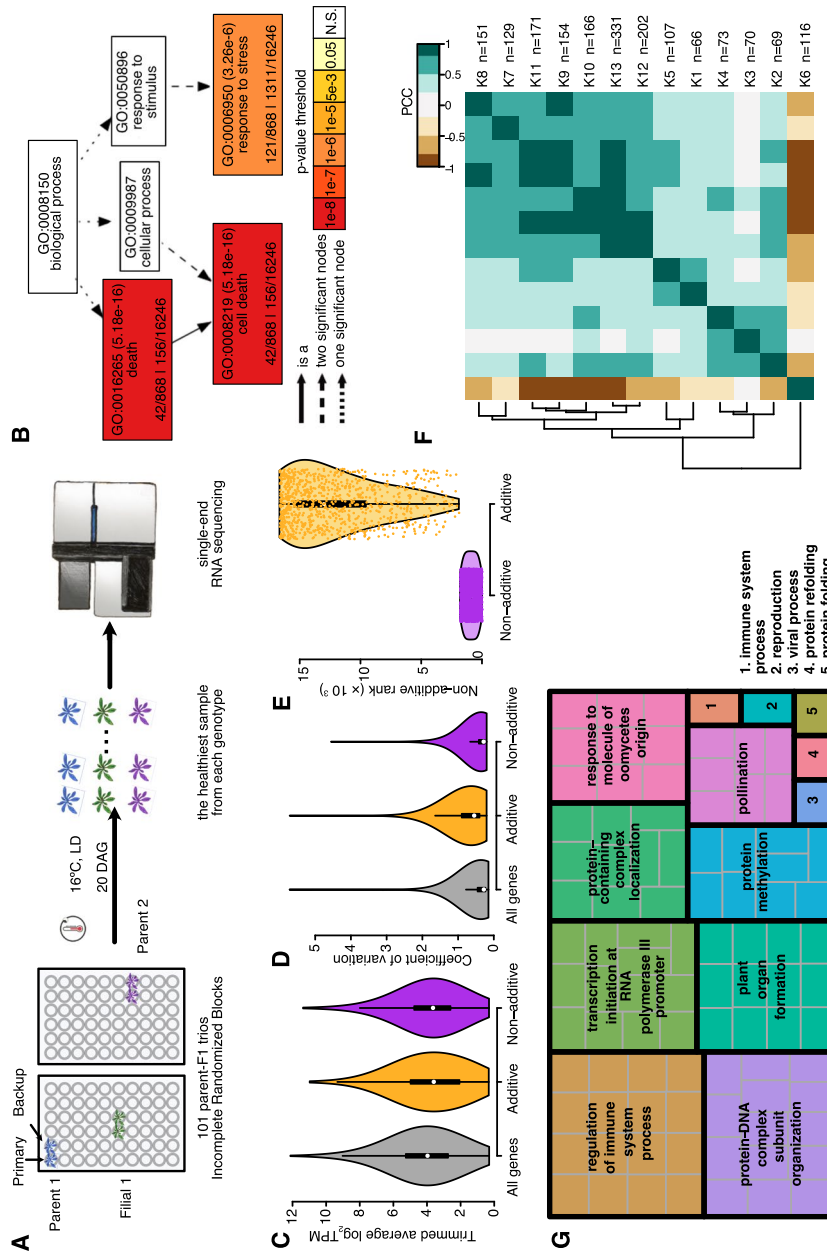 A
Primary
Backup
Parent 1
Filial 1
Parent 2
101 parent-F1 trios
Incomplete Randomized Blocks
16°C, LD
20 DAG
the healthiest sample
from each genotype
single-end
RNA sequencing
B
GO:0008150
biological process
GO:0016265 (5.18e-16)
death
42/868 | 156/16246
GO:0009987
cellular process
GO:0050896
response to
stimulus
GO:0008219 (5.18e-16)
cell death
42/868 | 156/16246
GO:0006950 (3.26e-6)
response to stress
121/868 | 1311/16246
is a
two significant nodes
one significant node
p-value threshold
1e-8 1e-7 1e-6 1e-5 5e-3 0.05 N.S.
C
Trimmed average log2TPM
12
10
8
6
4
2
0
All genes
Additive
Non−additive
D
Coefficient of variation
5
4
3
2
1
0
All genes
Additive
Non−additive
E
Non−additive rank (× 10³)
15
10
5
0
Non−additive
Additive
F
PCC
−1 −0.5 0 0.5 1
K8 n=151
K7 n=129
K11 n=171
K9 n=154
K10 n=166
K13 n=331
K12 n=202
K5 n=107
K1 n=66
K4 n=73
K3 n=70
K2 n=69
K6 n=116
G
regulation
of immune
system
process
transcription
initiation at
RNA
polymerase III
promoter
protein−
containing
complex
localization
response to
molecule of
oomycetes
origin
protein−DNA
complex
subunit
organization
plant
organ
formation
protein
methylation
pollination
1
2
3
4
5
1. immune system
process
2. reproduction
3. viral process
4. protein refolding
5. protein folding